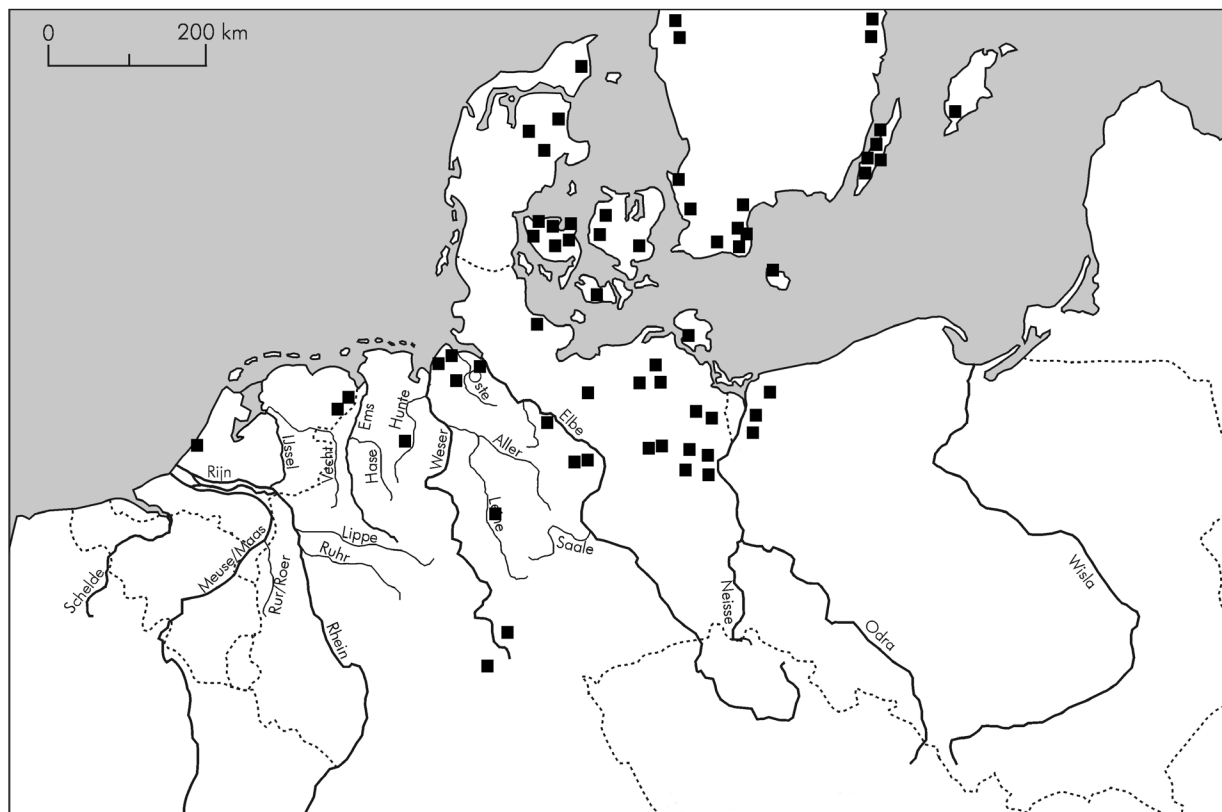 0
200 km
Oste
Elbe
Ems
Hunte
Weser
Aller
IJssel
Vecht
Hase
Rijn
Leine
Lippe
Ruhr
Saale
Meuse/Maas
Schelde
Rur/Roer
Rhein
Neisse
Odra
Wisla